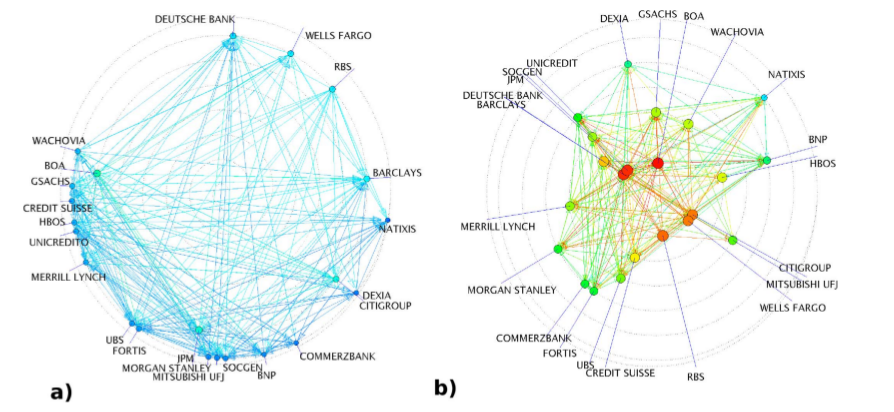 DEUTSCHE BANK
WELLS FARGO
RBS
WACHOVIA
BOA
GSACHS
CREDIT SUISSE
HBOS
UNICREDITO
MERRILL LYNCH
BARCLAYS
NATIXIS
DEXIA
CITIGROUP
UBS
FORTIS
JPM
MORGAN STANLEY
MITSUBISHI UFJ
SOCGEN
BNP
COMMERZBANK
a)
DEXIA
GSACHS
BOA
WACHOVIA
UNICREDIT
SOCGEN
JPM
DEUTSCHE BANK
BARCLAYS
NATIXIS
BNP
HBOS
MERRILL LYNCH
MORGAN STANLEY
CITIGROUP
MITSUBISHI UFJ
WELLS FARGO
COMMERZBANK
FORTIS
UBS
CREDIT SUISSE
RBS
b)